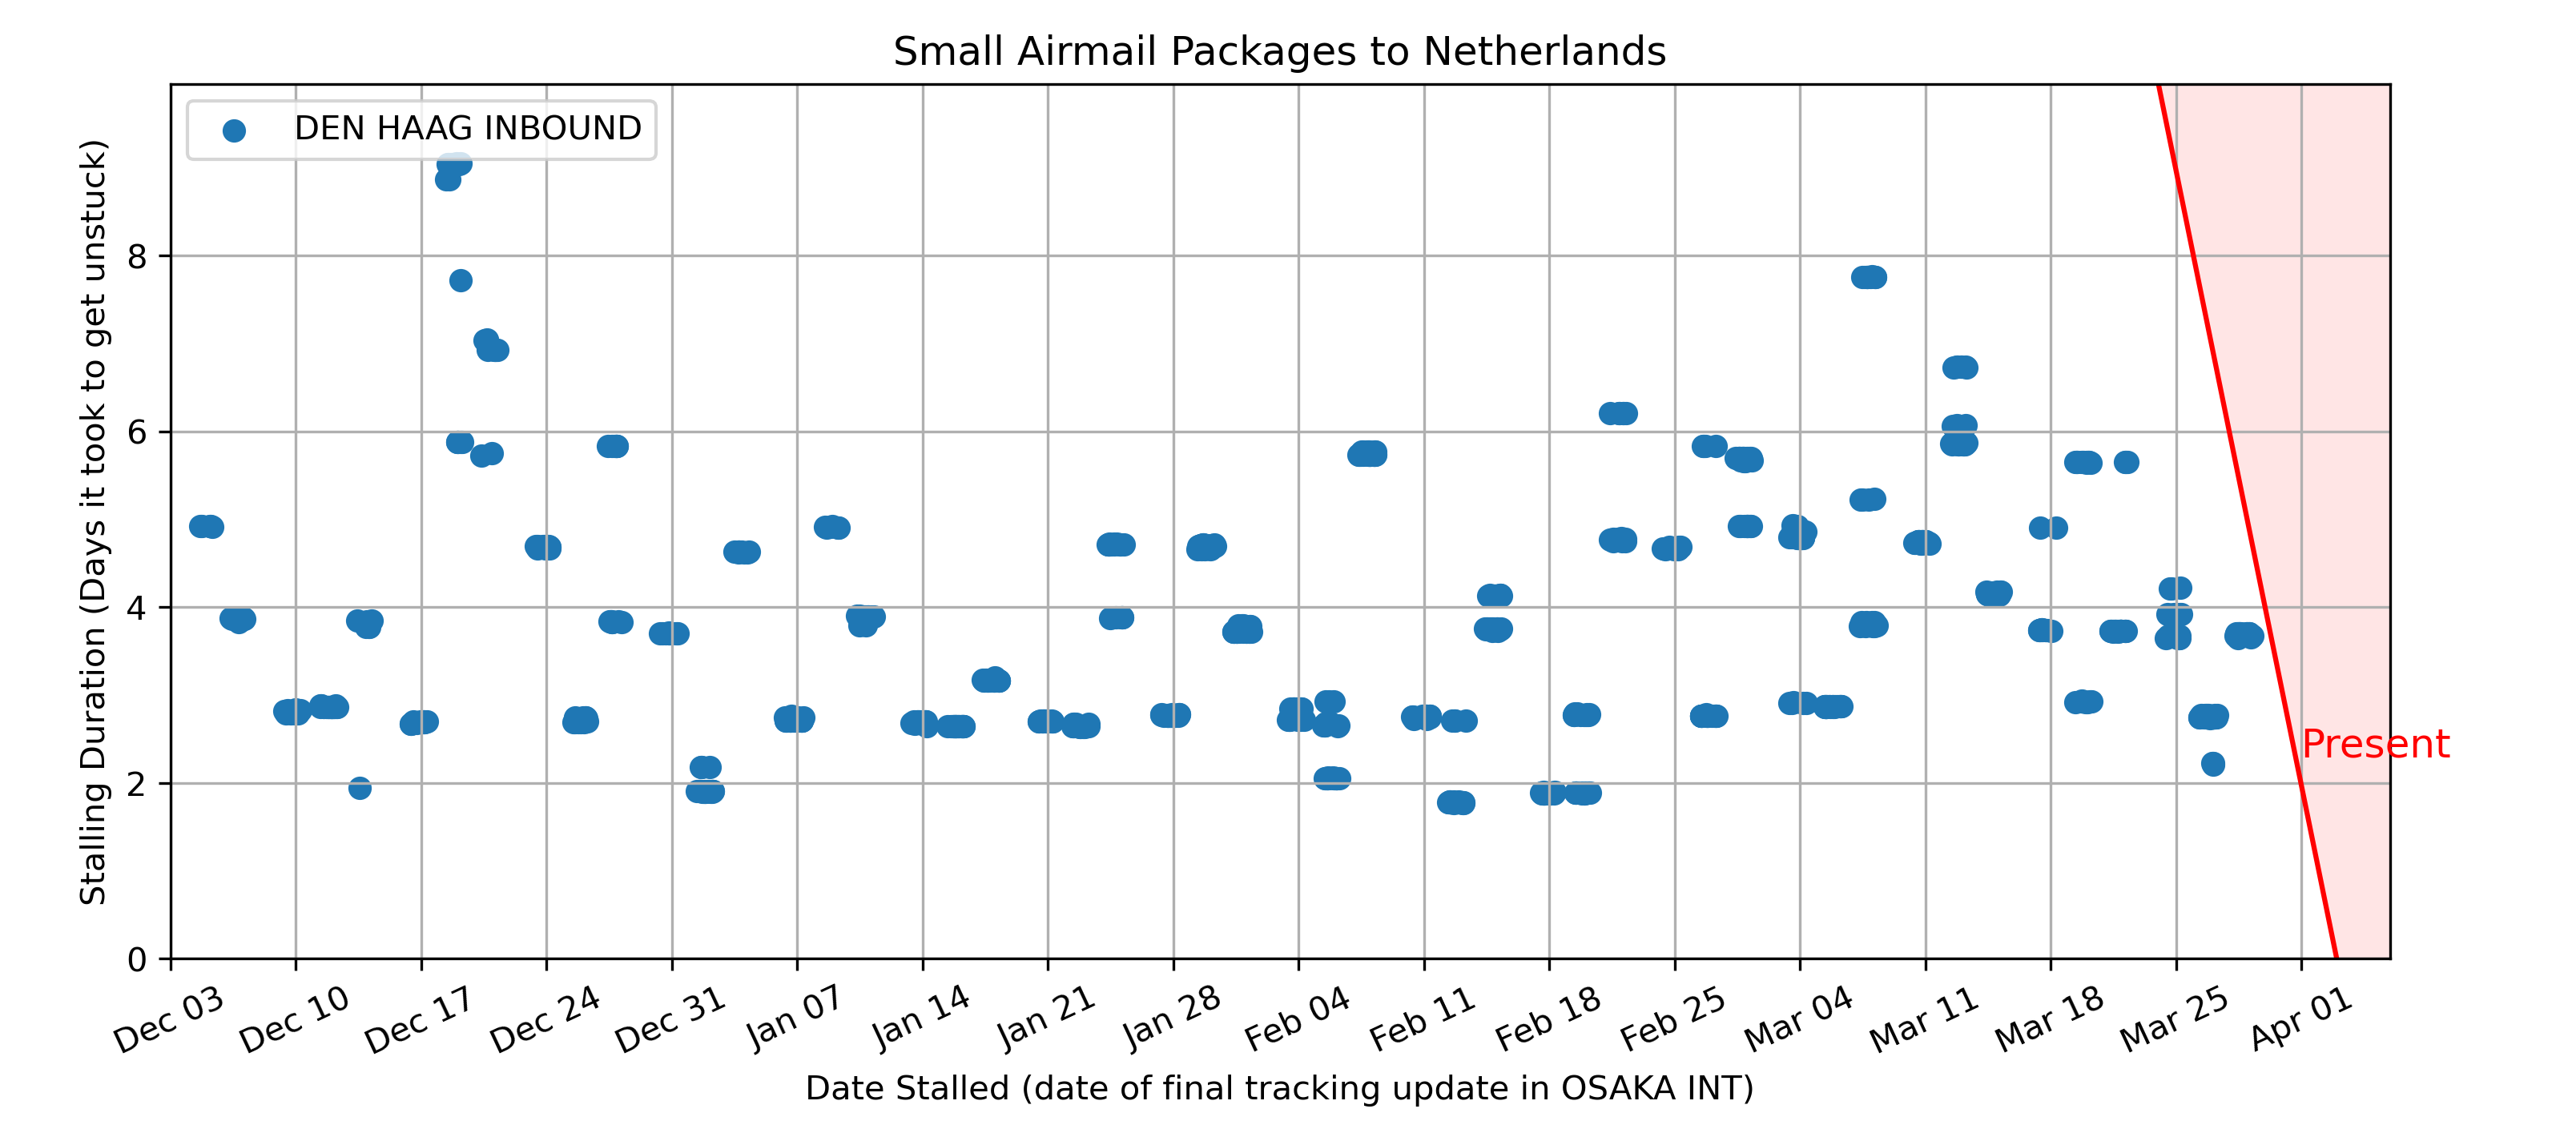 Small Airmail Packages to Netherlands
DEN HAAG INBOUND
Stalling Duration (Days it took to get unstuck)
8
6
4
2
0
Present
Dec 03
Dec 10
Dec 17
Dec 24
Dec 31
Jan 07
Jan 14
Jan 21
Jan 28
Feb 04
Feb 11
Feb 18
Feb 25
Mar 04
Mar 11
Mar 18
Mar 25
Apr 01
Date Stalled (date of final tracking update in OSAKA INT)